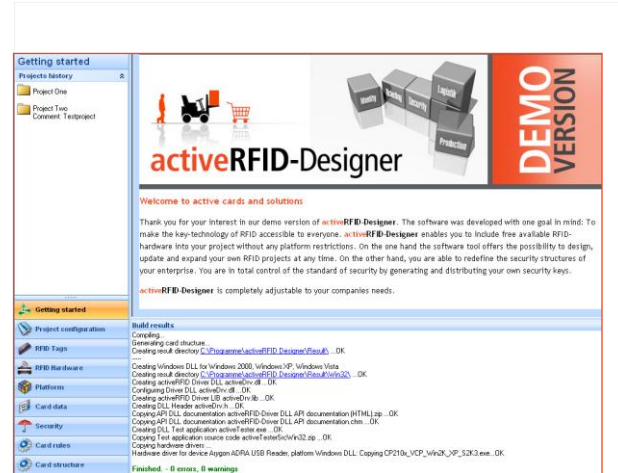 Getting started
Projects history
Project One
Project Two
Comment: Testproject
Identity
Security
Logistik
Production
activeRFID-Designer
DEMO
VERSION
Welcome to active cards and solutions
Thank you for your interest in our demo version of activeRFID-Designer. The software was developed with one goal in mind: To
make the key-technology of RFID accessible to everyone. activeRFID-Designer enables you to include free available RFID-
hardware into your project without any platform restrictions. On the one hand the software tool offers the possibility to design,
update and expand your own RFID projects at any time. On the other hand, you are able to redefine the security structures of
your enterprise. You are in total control of the standard of security by generating and distributing your own security keys.
activeRFID-Designer is completely adjustable to your companies needs.
Getting started
Project configuration
RFID Tags
RFID Hardware
Platform
Card data
Security
Card rules
Card structure
Build results
Compiling...
Generating card structure...
Creating result directory C:\Programme\activeRFID Designer\Result\ ...OK
-----
Creating Windows DLL for Windows 2000, Windows XP, Windows Vista
Creating result directory C:\Programme\activeRFID Designer\Result\Win32\ ...OK
Creating activeRFID Driver DLL activeDrv.dll ...OK
Configuring Driver DLL activeDrv.dll ...OK
Creating activeRFID Driver LIB activeDrv.lib ...OK
Creating DLL Header activeDrv.h ...OK
Copying API DLL documentation activeRFID-Driver DLL API documentation (HTML).zip ...OK
Copying API DLL documentation activeRFID-Driver DLL API documentation.chm ...OK
Creating DLL Test application activeTester.exe ...OK
Copying Test application source code activeTesterSrcWin32.zip ...OK
Copying hardware drivers ...
Hardware driver for device Arygon ADRA USB Reader, platform Windows DLL: Copying CP210x_VCP_Win2K_XP_S2K3.exe...OK
Finished. - 0 errors, 0 warnings